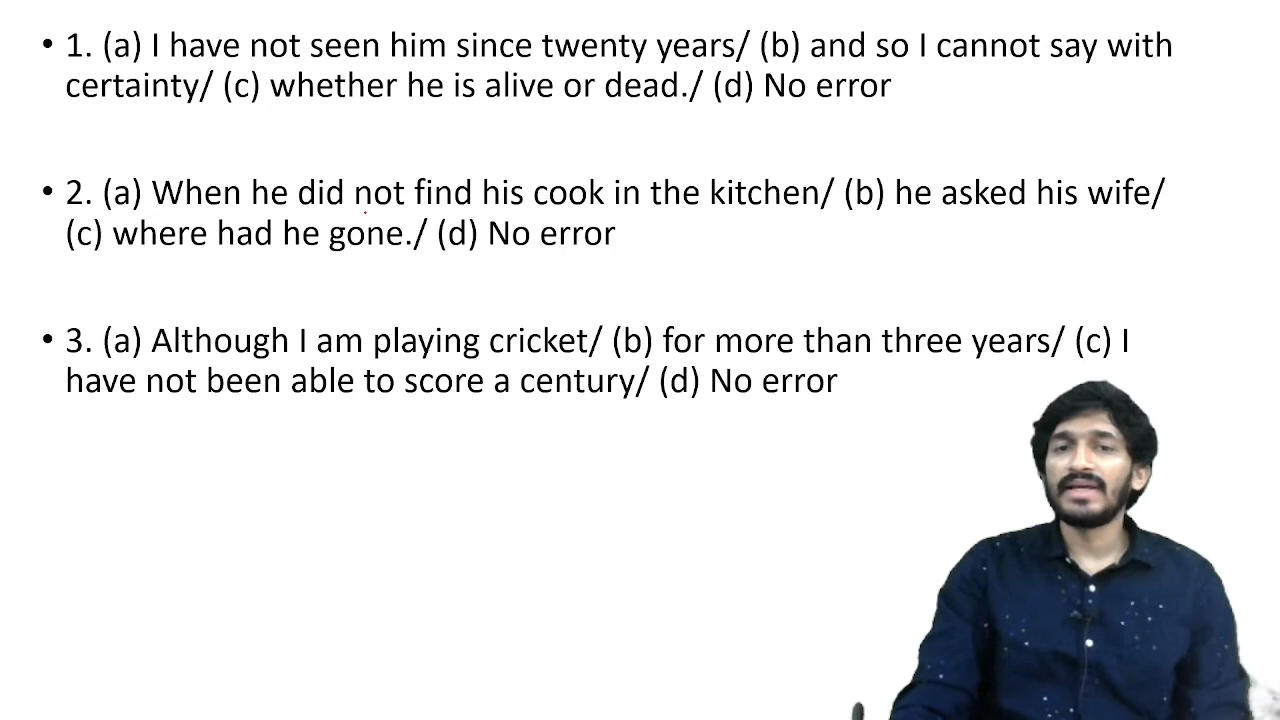 • 1. (a) I have not seen him since twenty years/ (b) and so I cannot say with
certainty/ (c) whether he is alive or dead./ (d) No error
• 2. (a) When he did not find his cook in the kitchen/ (b) he asked his wife/
(c) where had he gone./ (d) No error
• 3. (a) Although I am playing cricket/ (b) for more than three years/ (c) I
have not been able to score a century/ (d) No error